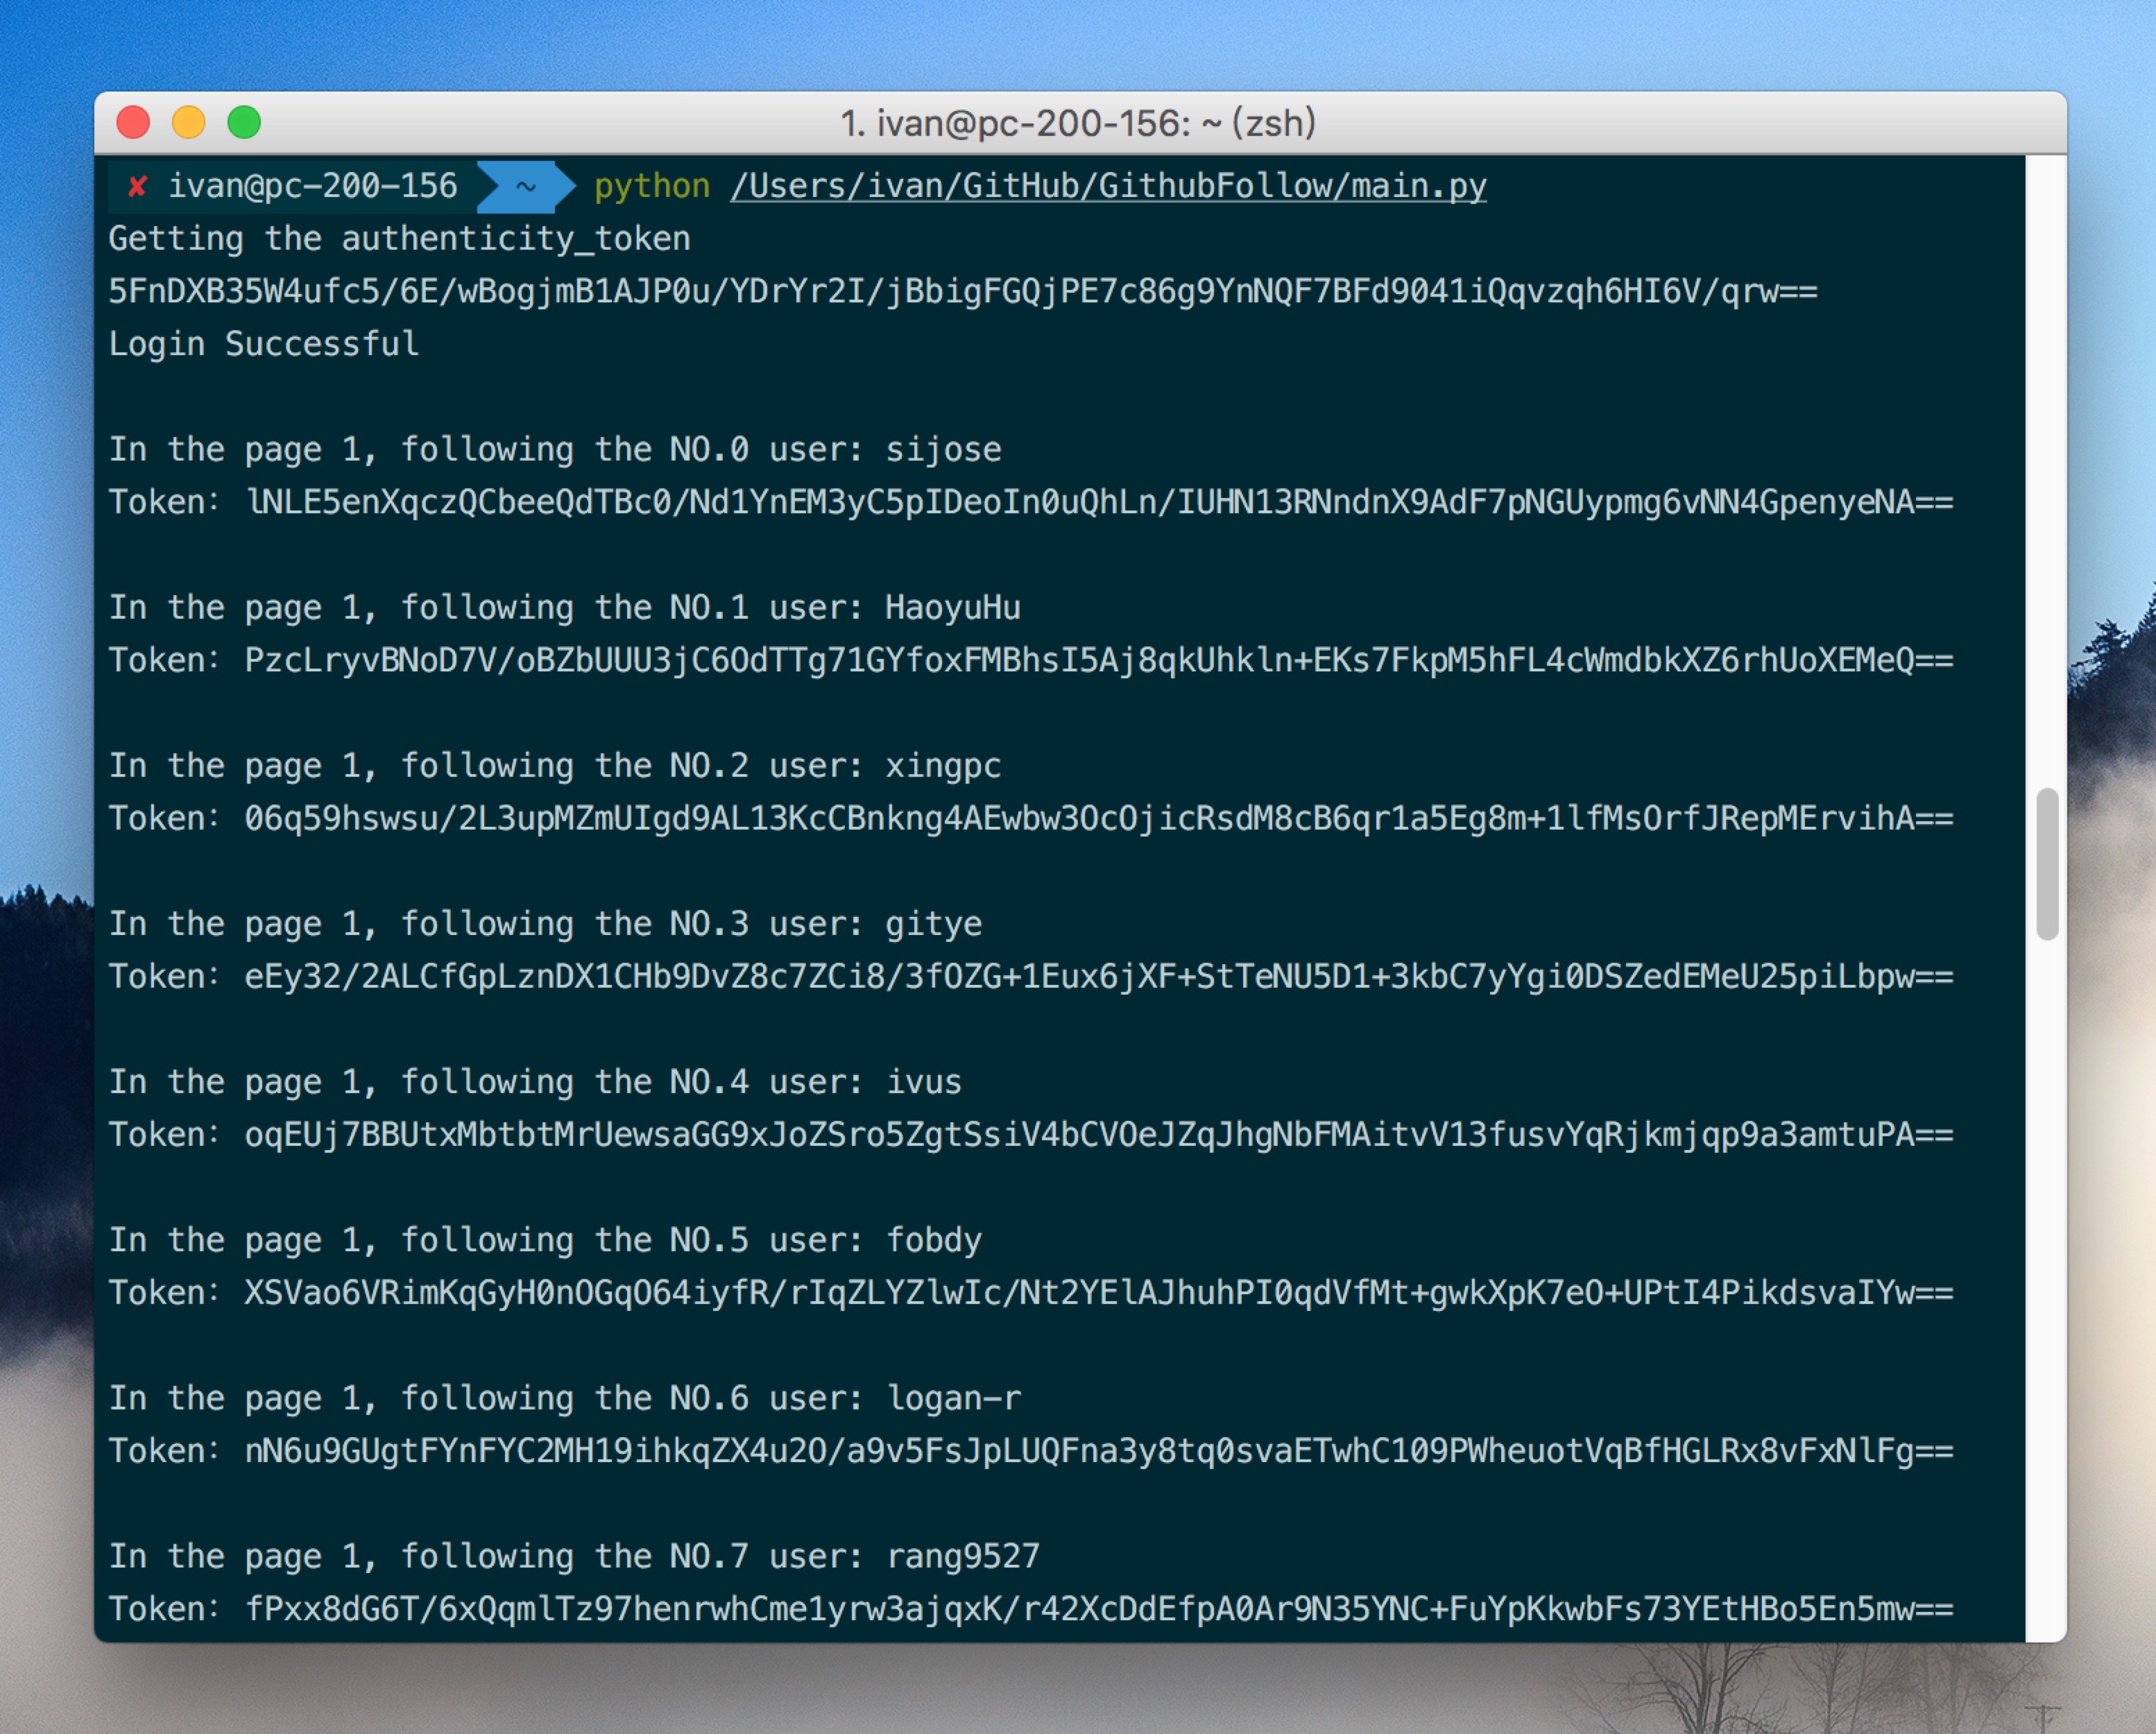 1. ivan@pc-200-156: ~ (zsh)
✘ ivan@pc-200-156 ~ python /Users/ivan/GitHub/GithubFollow/main.py
Getting the authenticity_token
5FnDXB35W4ufc5/6E/wBogjmB1AJP0u/YDrYr2I/jBbigFGQjPE7c86g9YnNQF7BFd9041iQqvzqh6HI6V/qrw==
Login Successful
In the page 1, following the NO.0 user: sijose
Token: lNLE5enXqczQCbeeQdTBc0/Nd1YnEM3yC5pIDeoIn0uQhLn/IUHN13RNndnX9AdF7pNGUypmg6vNN4GpenyeNA==
In the page 1, following the NO.1 user: HaoyuHu
Token: PzcLryvBNoD7V/oBZbUUU3jC6OdTTg71GYfoxFMBhsI5Aj8qkUhkln+EKs7FkpM5hFL4cWmdbkXZ6rhUoXEMeQ==
In the page 1, following the NO.2 user: xingpc
Token: 06q59hswsu/2L3upMZmUIgd9AL13KcCBnkng4AEwbw3OcOjicRsdM8cB6qr1a5Eg8m+1lfMsOrfJRepMErvihA==
In the page 1, following the NO.3 user: gitye
Token: eEy32/2ALCfGpLznDX1CHb9DvZ8c7ZCi8/3fOZG+1Eux6jXF+StTeNU5D1+3kbC7yYgi0DSZedEMeU25piLbpw==
In the page 1, following the NO.4 user: ivus
Token: oqEUj7BBUtxMbtbtMrUewsaGG9xJoZSro5ZgtSsiV4bCVOeJZqJhgNbFMAitvV13fusvYqRjkmjqp9a3amtuPA==
In the page 1, following the NO.5 user: fobdy
Token: XSVao6VRimKqGyH0nOGqO64iyfR/rIqZLYZlwIc/Nt2YElAJhuhPI0qdVfMt+gwkXpK7eO+UPtI4PikdsvaIYw==
In the page 1, following the NO.6 user: logan-r
Token: nN6u9GUgtFYnFYC2MH19ihkqZX4u2O/a9v5FsJpLUQFna3y8tq0svaETwhC109PWheuotVqBfHGLRx8vFxNlFg==
In the page 1, following the NO.7 user: rang9527
Token: fPxx8dG6T/6xQqmlTz97henrwhCme1yrw3ajqxK/r42XcDdEfpA0Ar9N35YNC+FuYpKkwbFs73YEtHBo5En5mw==